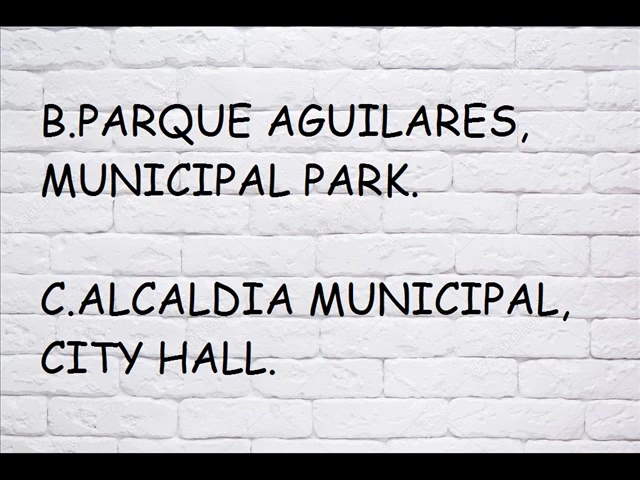 B.PARQUE AGUILARES,
MUNICIPAL PARK.
C.ALCALDIA MUNICIPAL,
CITY HALL.